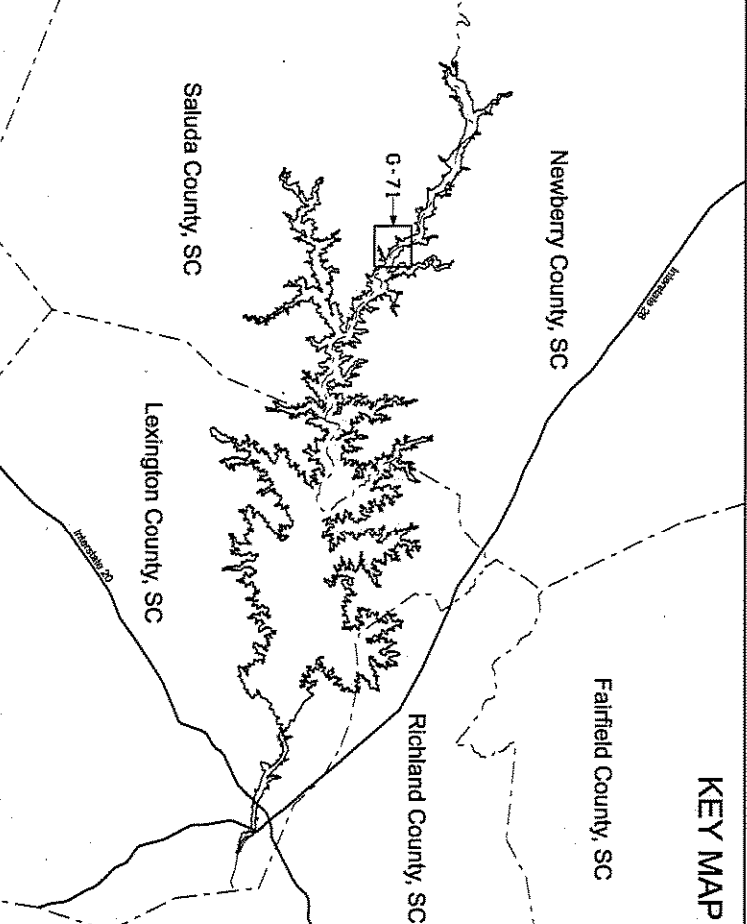 KEY MAP
Fairfield County, SC
Newberry County, SC
Interstate 26
Richland County, SC
G-71
Saluda County, SC
Lexington County, SC
Interstate 20